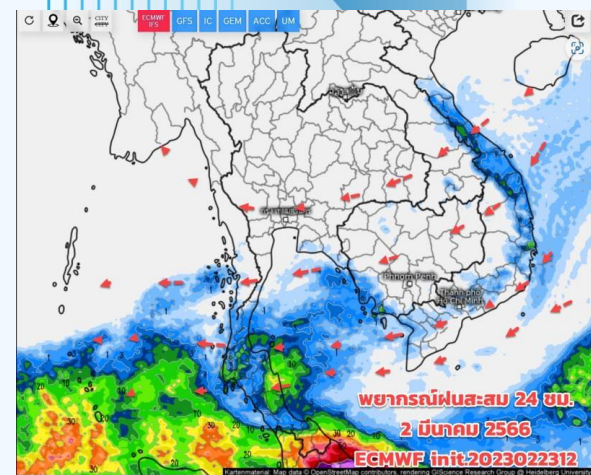 CITY
ECMWF IFS GFS IC GEM ACC UM
Phnom Penh
Thành phố
Hồ Chí Minh
พยากรณ์ฝนสะสม 24 ชม.
2 มีนาคม 2566
ECMWF init.2023022312
Kartenmaterial: Map data © OpenStreetMap contributors, rendering GIScience Research Group @ Heidelberg University